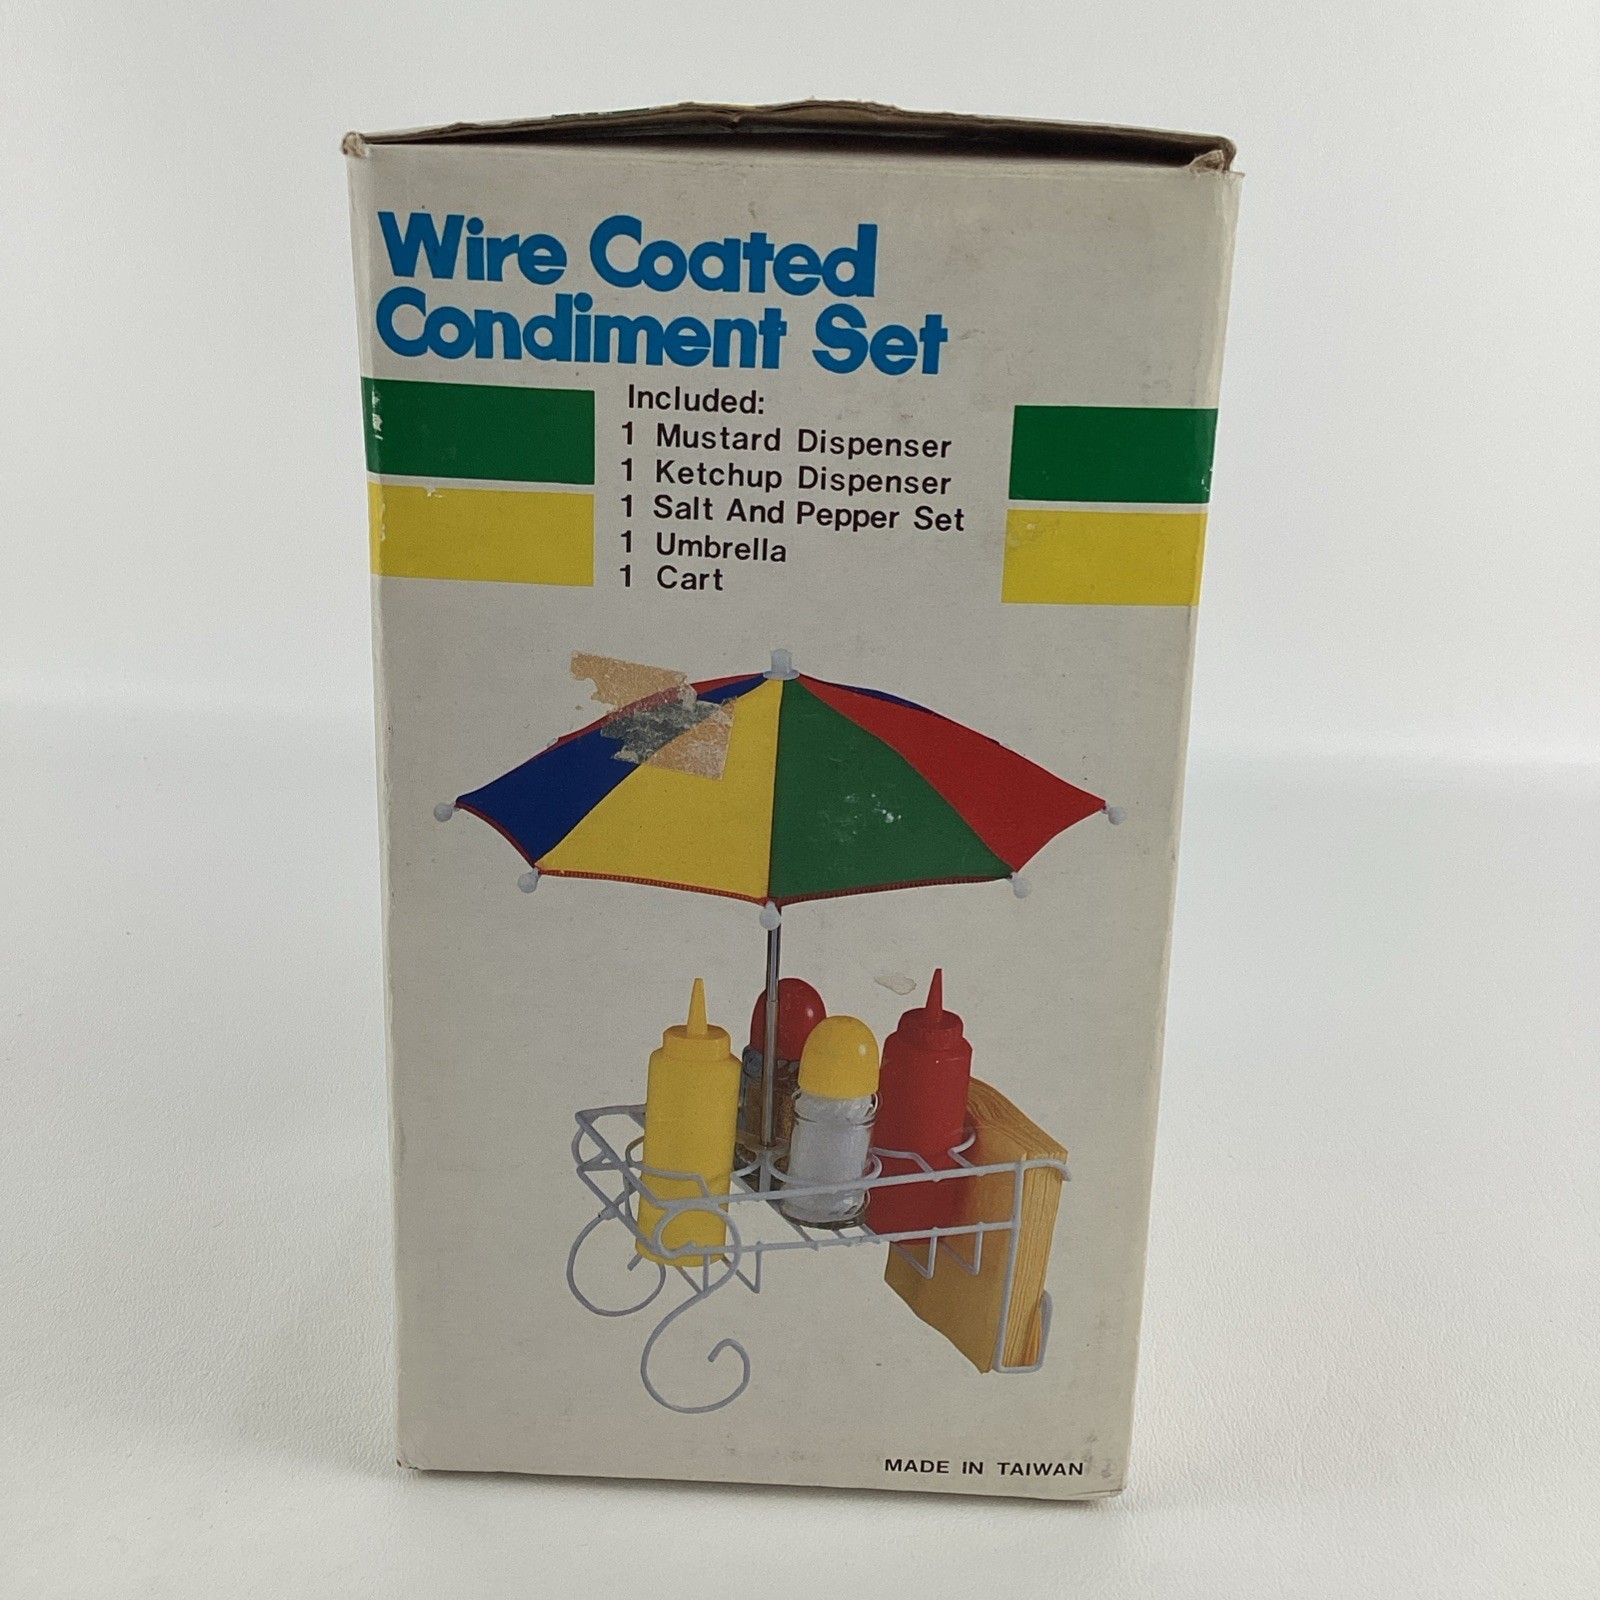 Wire Coated
Condiment Set
Included:
1 Mustard Dispenser
1 Ketchup Dispenser
1 Salt And Pepper Set
1 Umbrella
1 Cart
MADE IN TAIWAN